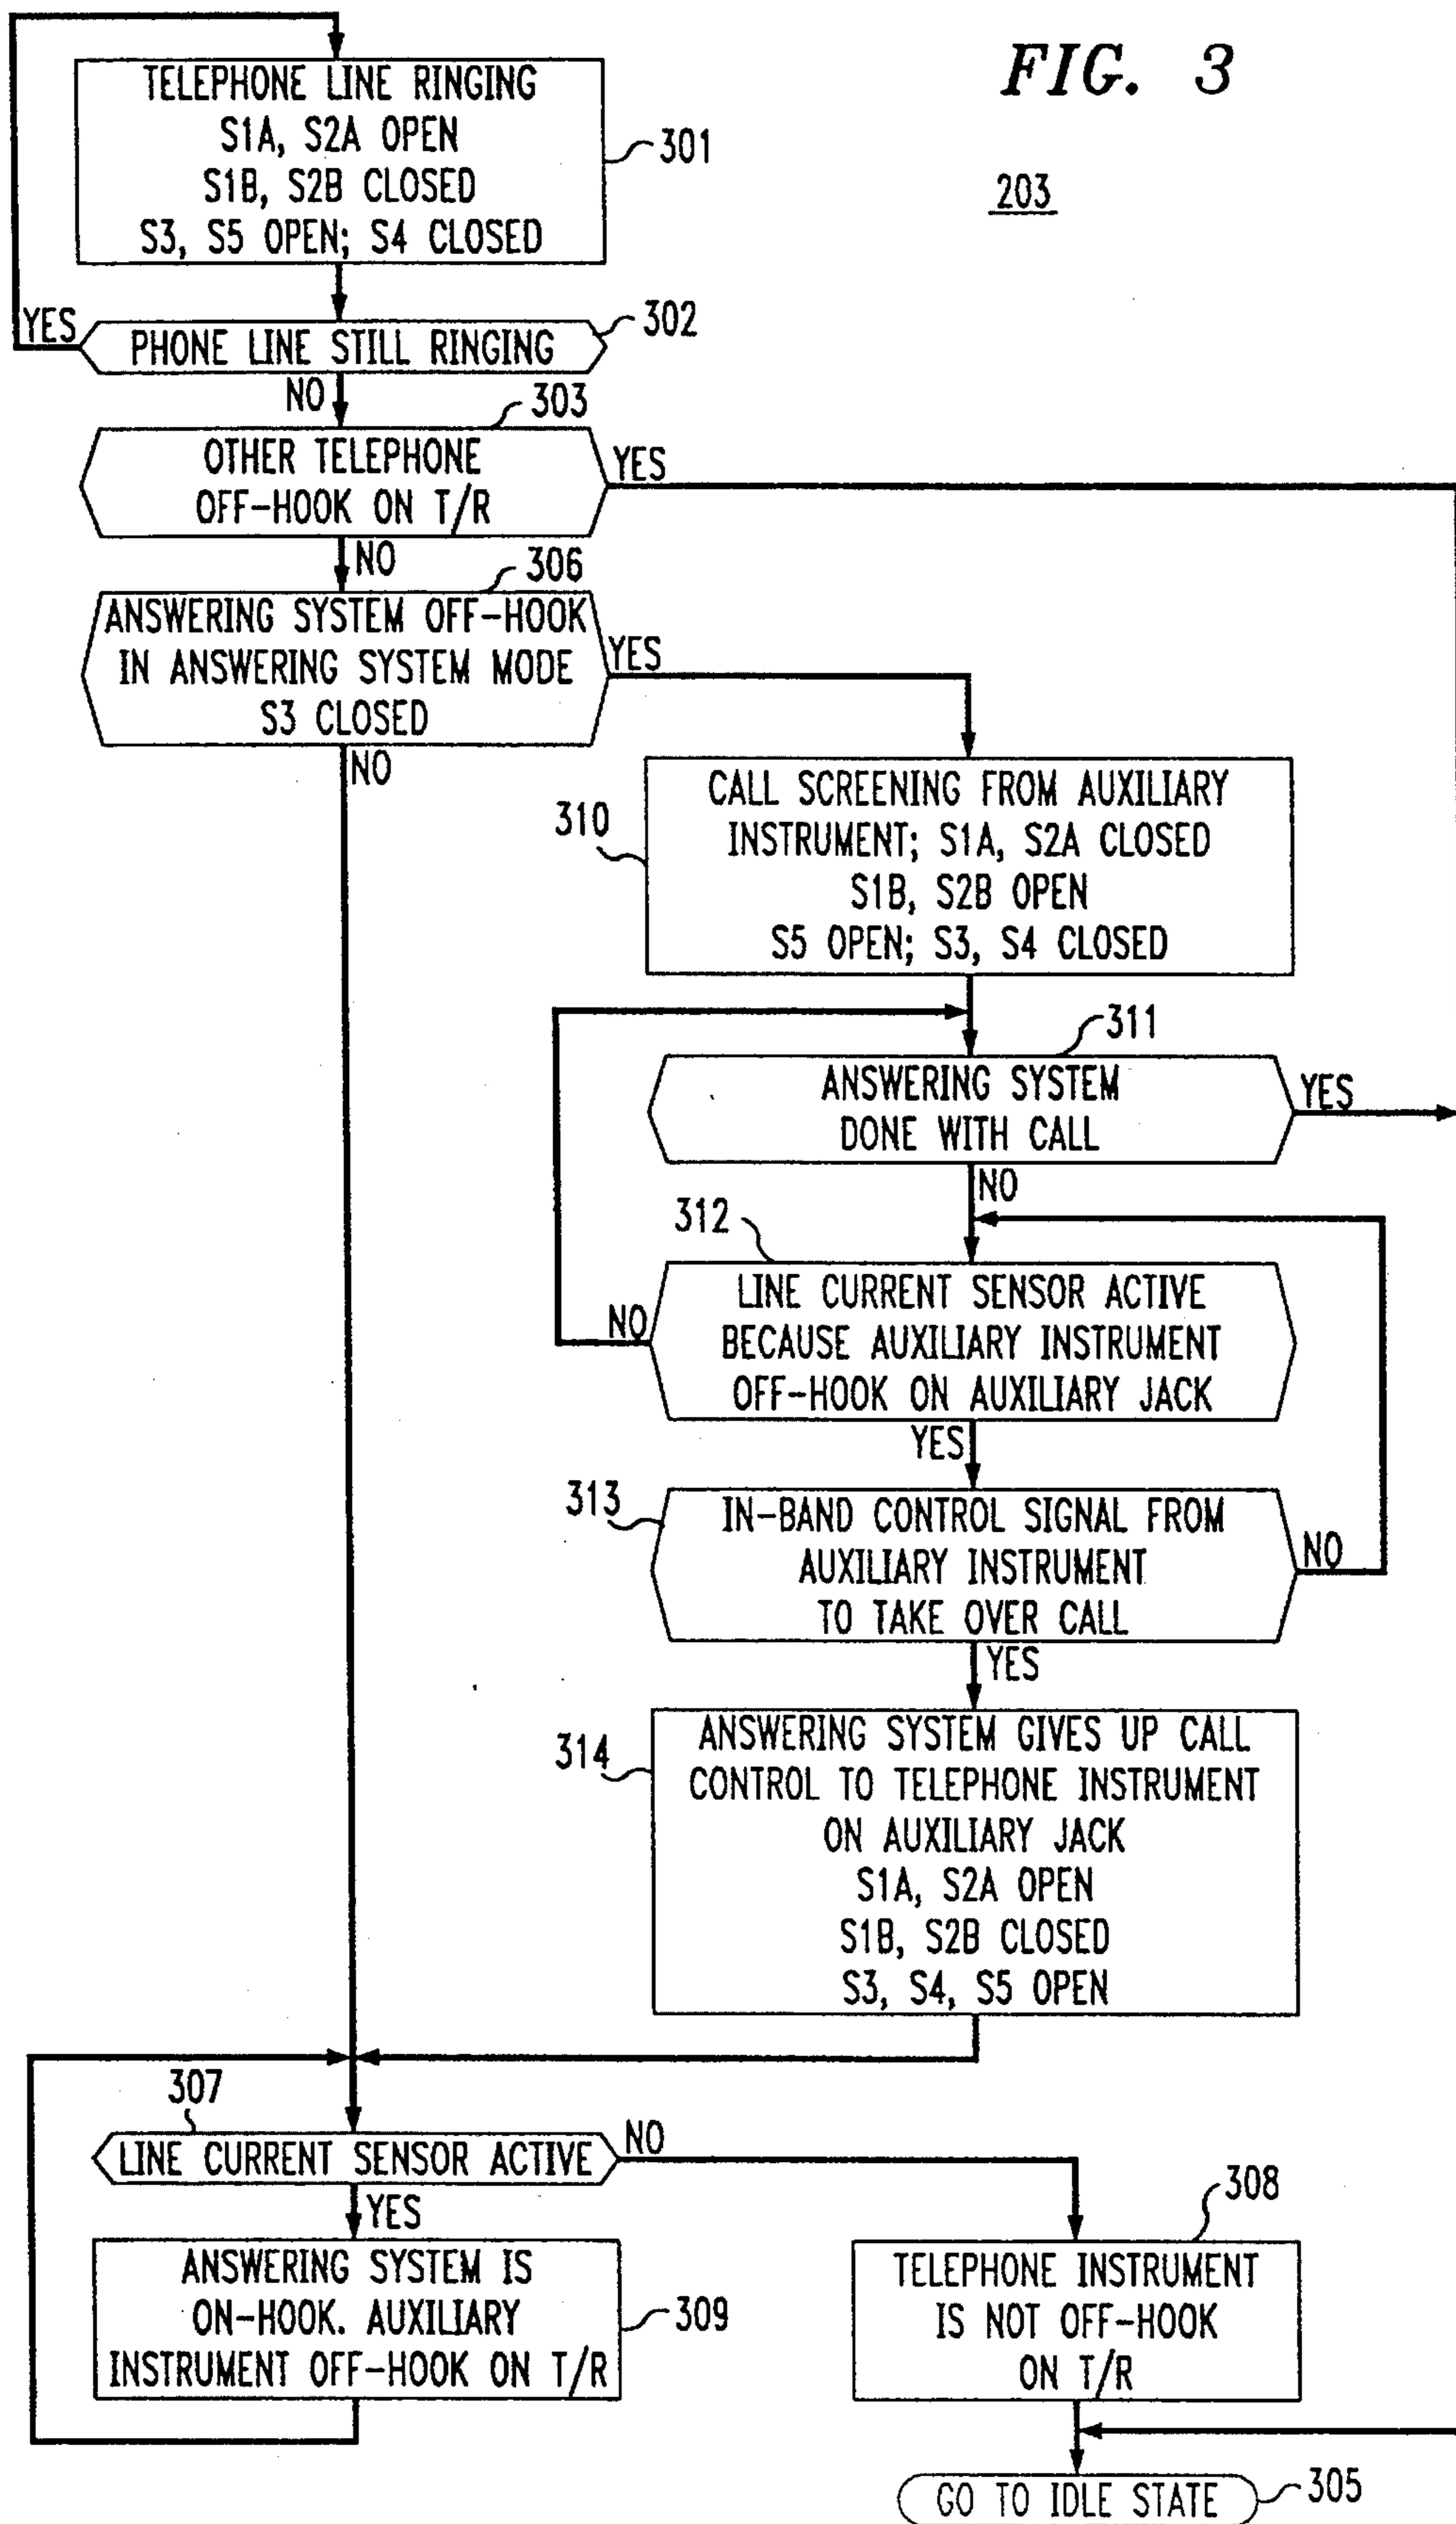 FIG. 3
203
TELEPHONE LINE RINGING
S1A, S2A OPEN
S1B, S2B CLOSED
S3, S5 OPEN; S4 CLOSED
301
YES
PHONE LINE STILL RINGING
302
NO
303
OTHER TELEPHONE
OFF-HOOK ON T/R
YES
NO
306
ANSWERING SYSTEM OFF-HOOK
IN ANSWERING SYSTEM MODE
S3 CLOSED
YES
NO
310
CALL SCREENING FROM AUXILIARY
INSTRUMENT; S1A, S2A CLOSED
S1B, S2B OPEN
S5 OPEN; S3, S4 CLOSED
311
ANSWERING SYSTEM
DONE WITH CALL
YES
NO
312
LINE CURRENT SENSOR ACTIVE
BECAUSE AUXILIARY INSTRUMENT
OFF-HOOK ON AUXILIARY JACK
NO
YES
313
IN-BAND CONTROL SIGNAL FROM
AUXILIARY INSTRUMENT
TO TAKE OVER CALL
NO
YES
314
ANSWERING SYSTEM GIVES UP CALL
CONTROL TO TELEPHONE INSTRUMENT
ON AUXILIARY JACK
S1A, S2A OPEN
S1B, S2B CLOSED
S3, S4, S5 OPEN
307
LINE CURRENT SENSOR ACTIVE
NO
YES
ANSWERING SYSTEM IS
ON-HOOK. AUXILIARY
INSTRUMENT OFF-HOOK ON T/R
309
308
TELEPHONE INSTRUMENT
IS NOT OFF-HOOK
ON T/R
GO TO IDLE STATE
305